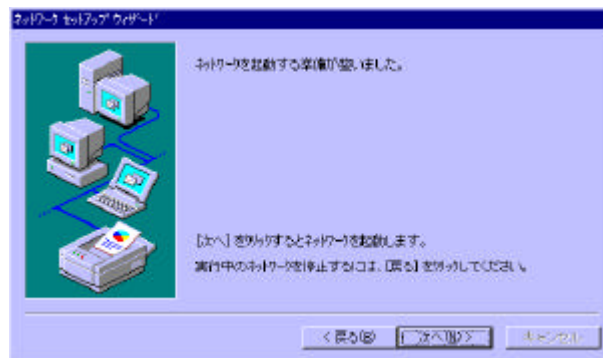 ネットワーク セットアップ ウィザード
ネットワークを起動する準備が整いました。
[次へ] をクリックするとネットワークを起動します。
実行中のネットワークを停止するには、[戻る] をクリックしてください。
< 戻る(B)
次へ(N) >
キャンセル